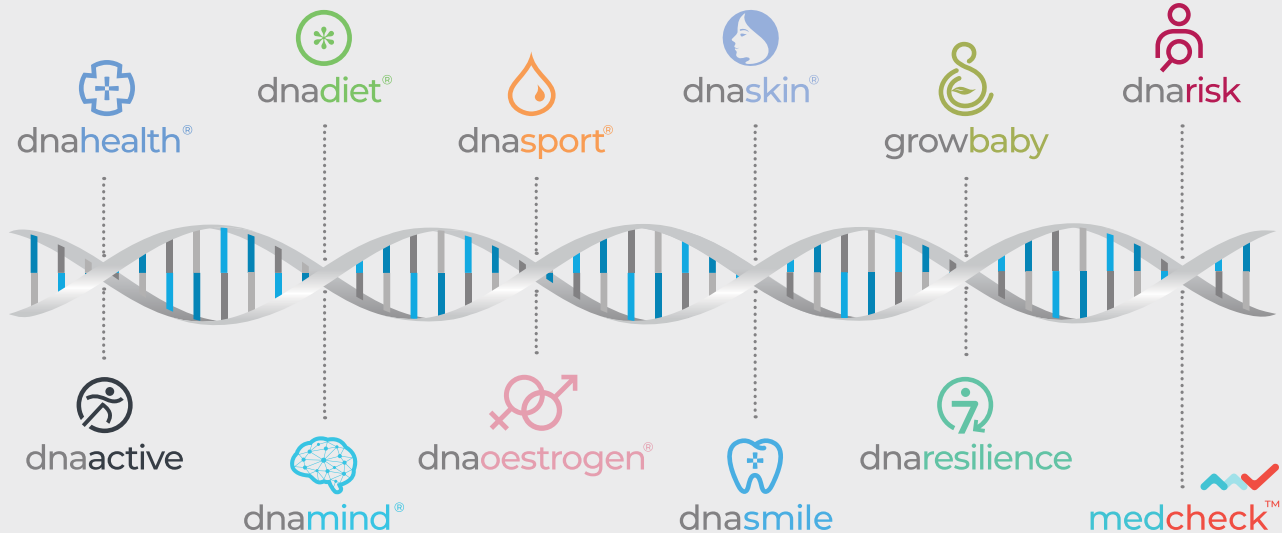 dnahealth®
dnadiet®
dnasport®
dnaskin®
growbaby
dnarisk
dnaactive
dnamind®
dnaoestrogen®
dnasmile
dnaresilience
medcheck™